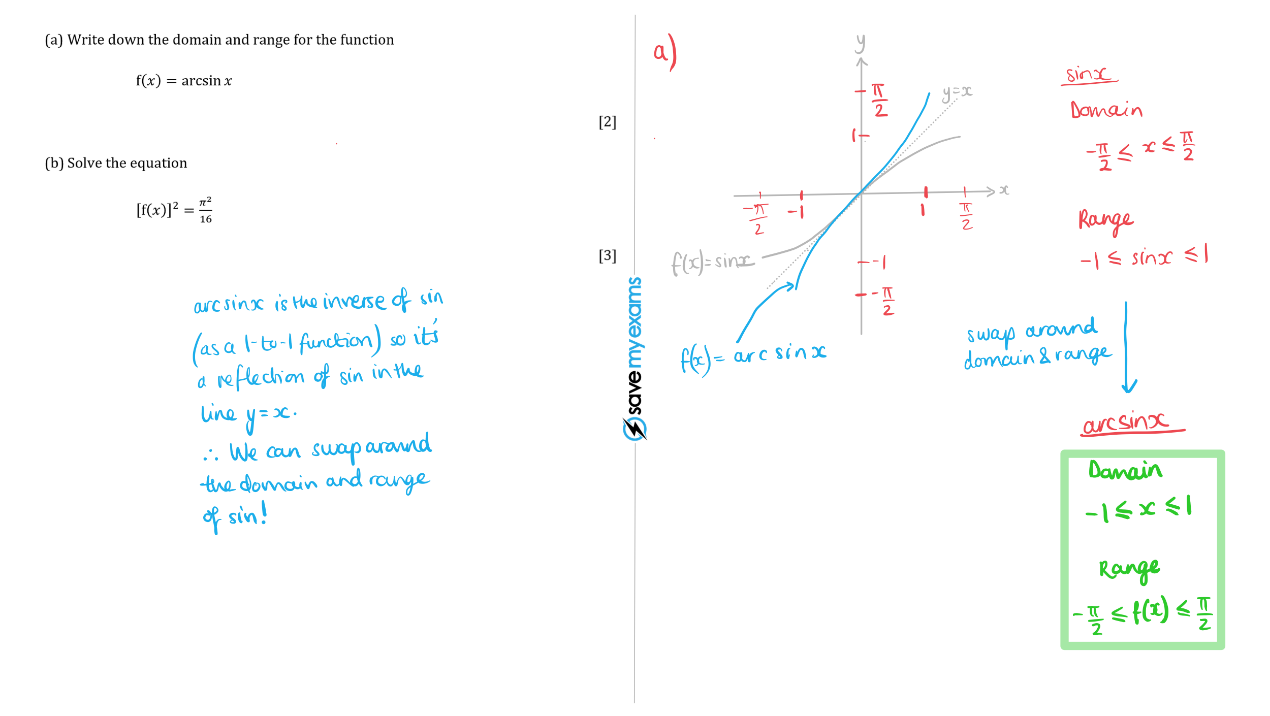 (a) Write down the domain and range for the function
f(x) = arcsin x
[2]
(b) Solve the equation
[f(x)]² = π²/16
[3]
arcsinx is the inverse of sin
(as a 1-to-1 function) so it's
a reflection of sin in the
line y=x.
∴ We can swap around
the domain and range
of sin!
save my exams
a)
y
π/2
y=x
1
x
-π/2
-1
1
π/2
f(x)=sinx
-1
-π/2
f(x)= arcsinx
sinx
Domain
-π/2 ≤ x ≤ π/2
Range
-1 ≤ sinx ≤ 1
swap around
domain & range
arcsinx
Domain
-1 ≤ x ≤ 1
Range
-π/2 ≤ f(x) ≤ π/2